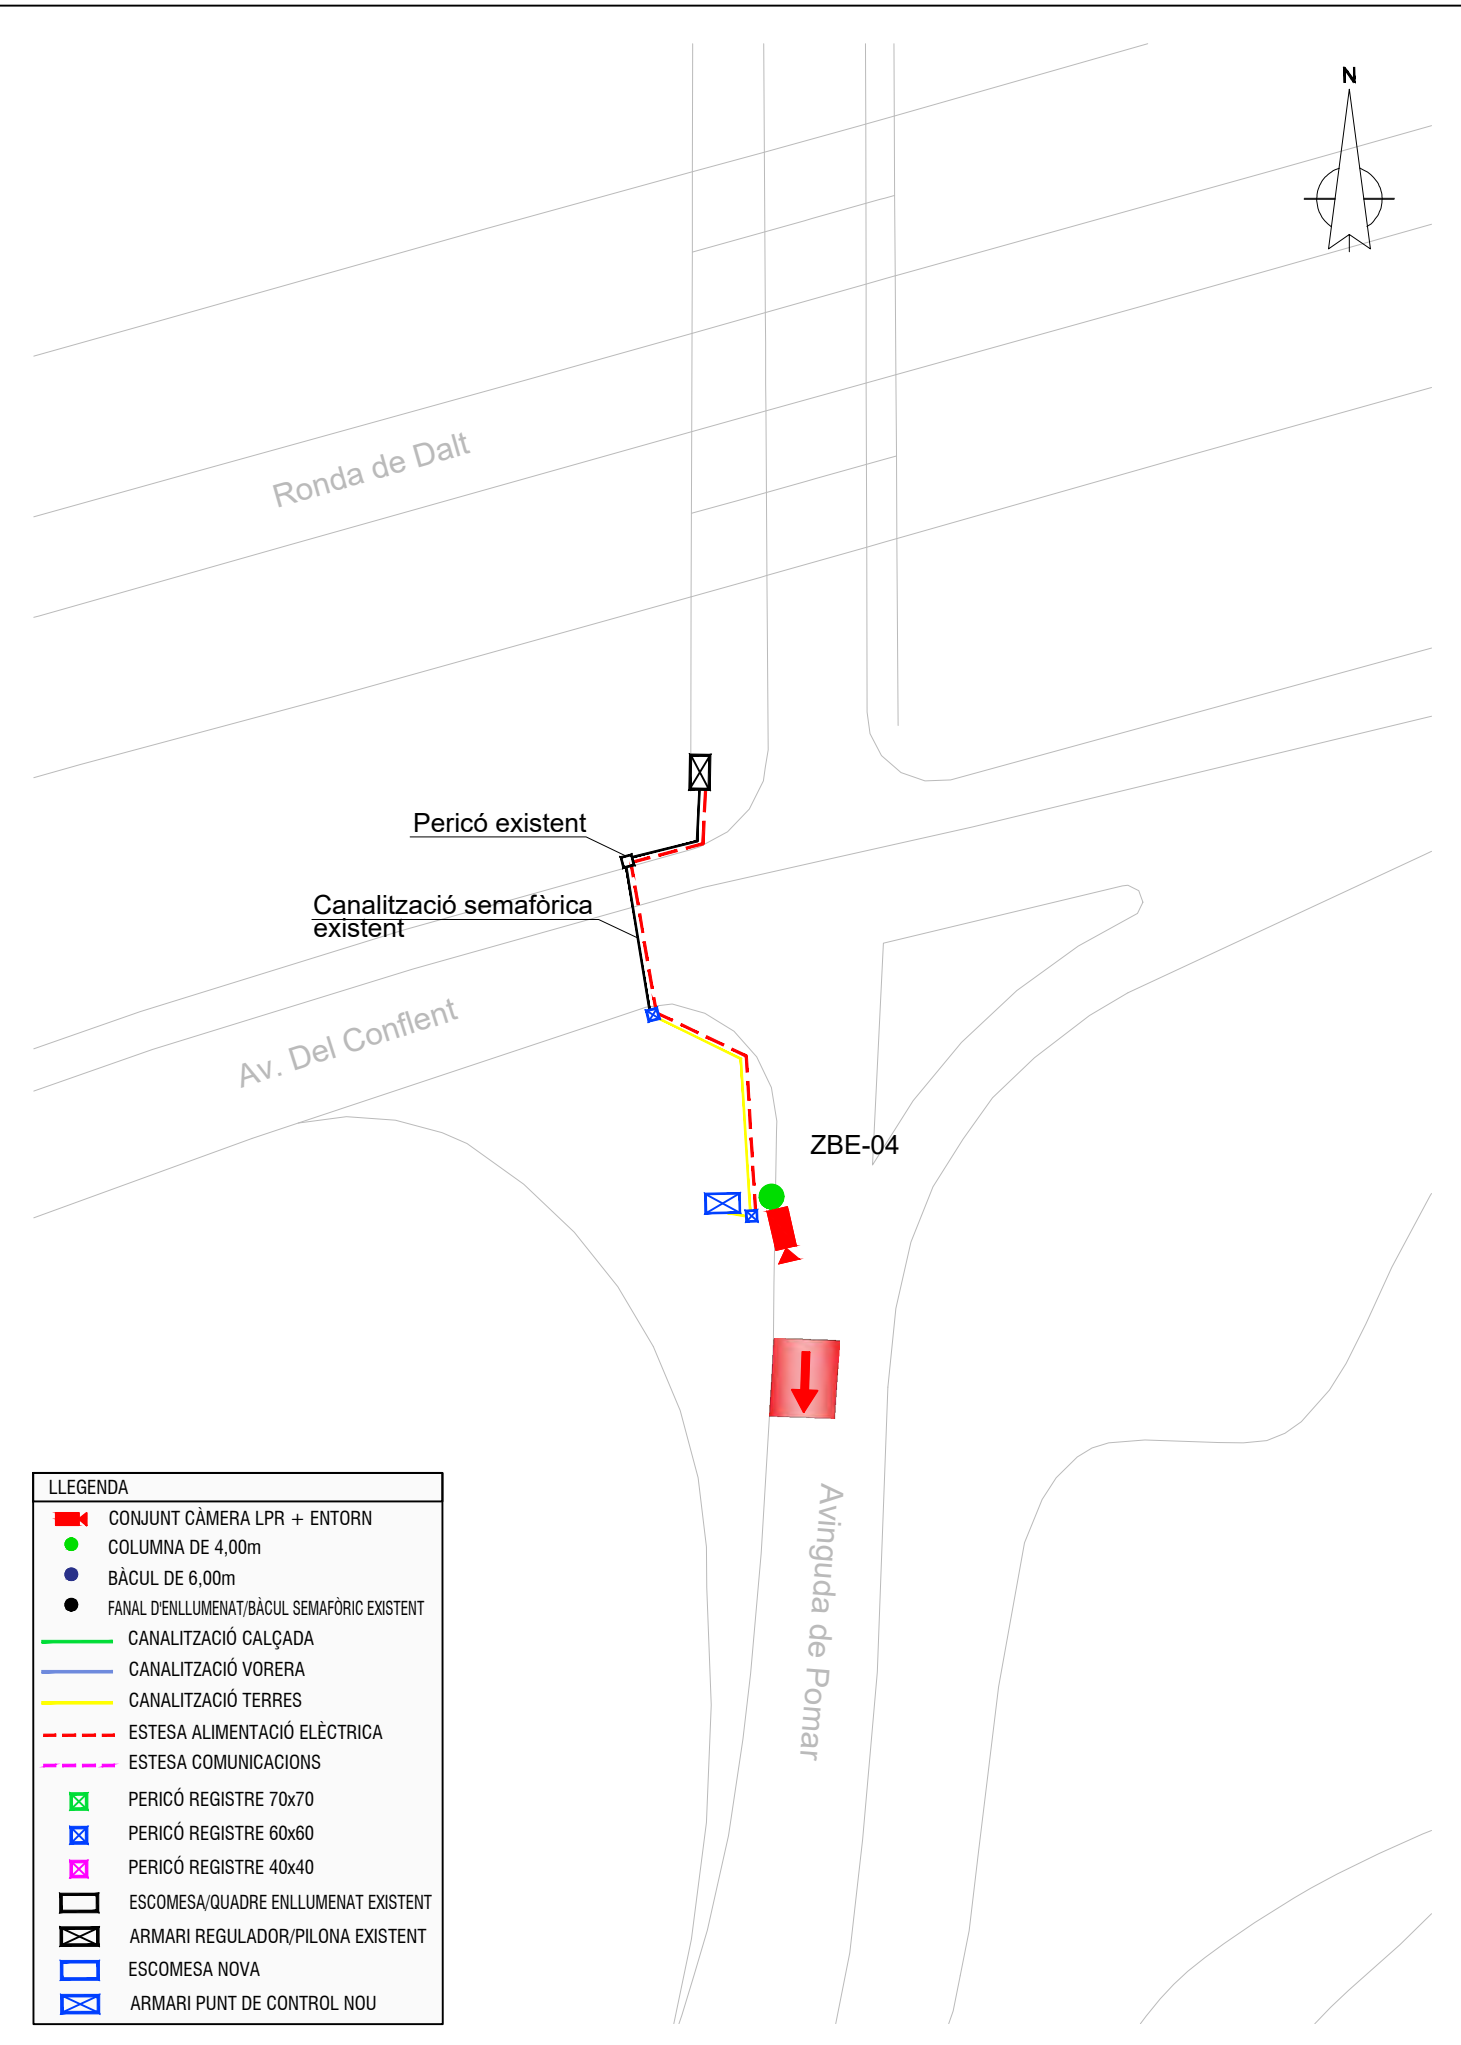 N
Ronda de Dalt
Pericó existent
Canalització semafòrica
existent
Av. Del Conflent
ZBE-04
Avinguda de Pomar
LLEGENDA
CONJUNT CÀMERA LPR + ENTORN
COLUMNA DE 4,00m
BÀCUL DE 6,00m
FANAL D'ENLLUMENAT/BÀCUL SEMAFÒRIC EXISTENT
CANALITZACIÓ CALÇADA
CANALITZACIÓ VORERA
CANALITZACIÓ TERRES
ESTESA ALIMENTACIÓ ELÈCTRICA
ESTESA COMUNICACIONS
PERICÓ REGISTRE 70x70
PERICÓ REGISTRE 60x60
PERICÓ REGISTRE 40x40
ESCOMESA/QUADRE ENLLUMENAT EXISTENT
ARMARI REGULADOR/PILONA EXISTENT
ESCOMESA NOVA
ARMARI PUNT DE CONTROL NOU